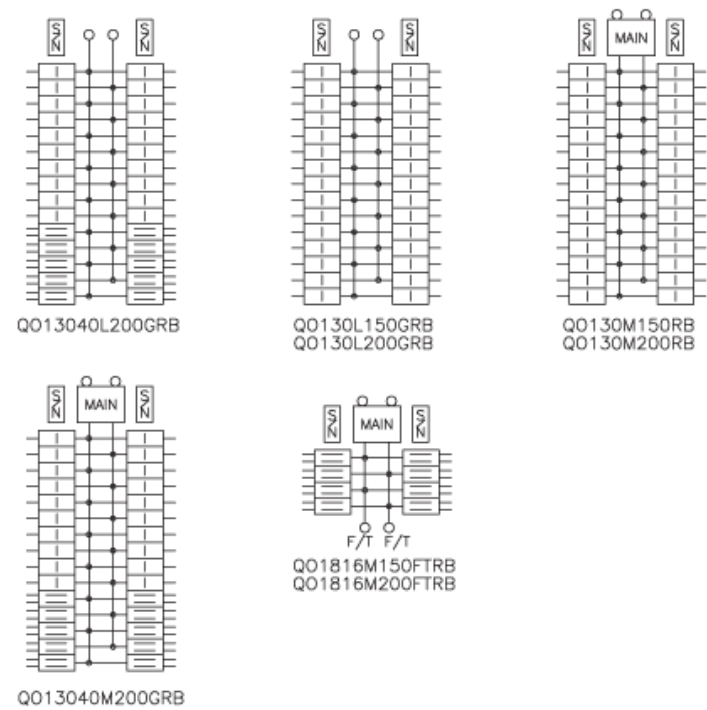 S/N S/N
S/N S/N
S/N MAIN S/N
QO13040L200GRB
QO130L150GRB
QO130L200GRB
QO130M150RB
QO130M200RB
S/N MAIN S/N
S/N MAIN S/N
F/T F/T
QO1816M150FTRB
QO1816M200FTRB
QO13040M200GRB